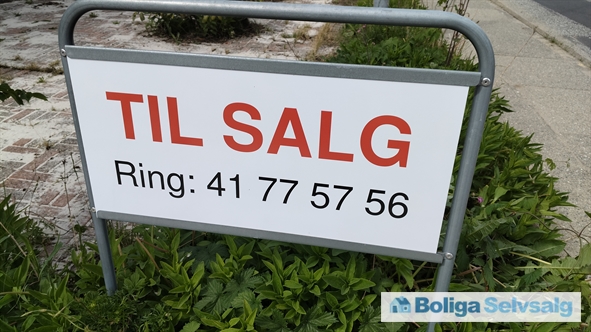 TIL SALG
Ring: 41 77 57 56
Boliga Selvsalg